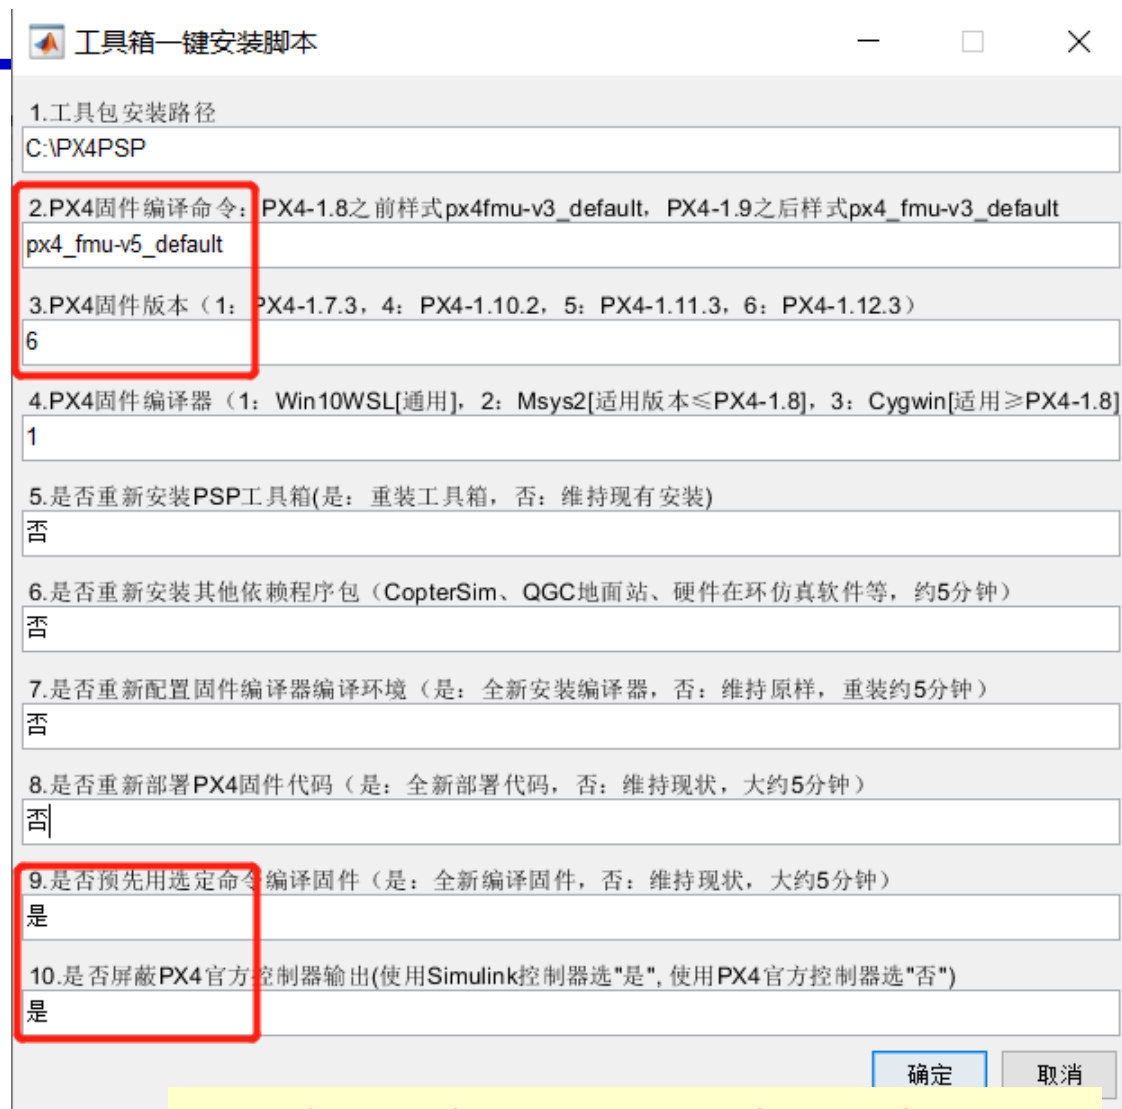 工具箱一键安装脚本
1.工具包安装路径
C:\PX4PSP
2.PX4固件编译命令：PX4-1.8之前样式px4fmu-v3_default，PX4-1.9之后样式px4_fmu-v3_default
px4_fmu-v5_default
3.PX4固件版本（1：PX4-1.7.3，4：PX4-1.10.2，5：PX4-1.11.3，6：PX4-1.12.3）
6
4.PX4固件编译器（1：Win10WSL[通用]，2：Msys2[适用版本≤PX4-1.8]，3：Cygwin[适用≥PX4-1.8]
1
5.是否重新安装PSP工具箱(是：重装工具箱，否：维持现有安装)
否
6.是否重新安装其他依赖程序包（CopterSim、QGC地面站、硬件在环仿真软件等，约5分钟）
否
7.是否重新配置固件编译器编译环境（是：全新安装编译器，否：维持原样，重装约5分钟）
否
8.是否重新部署PX4固件代码（是：全新部署代码，否：维持现状，大约5分钟）
否
9.是否预先用选定命令编译固件（是：全新编译固件，否：维持现状，大约5分钟）
是
10.是否屏蔽PX4官方控制器输出(使用Simulink控制器选"是",使用PX4官方控制器选"否")
是
确定 取消